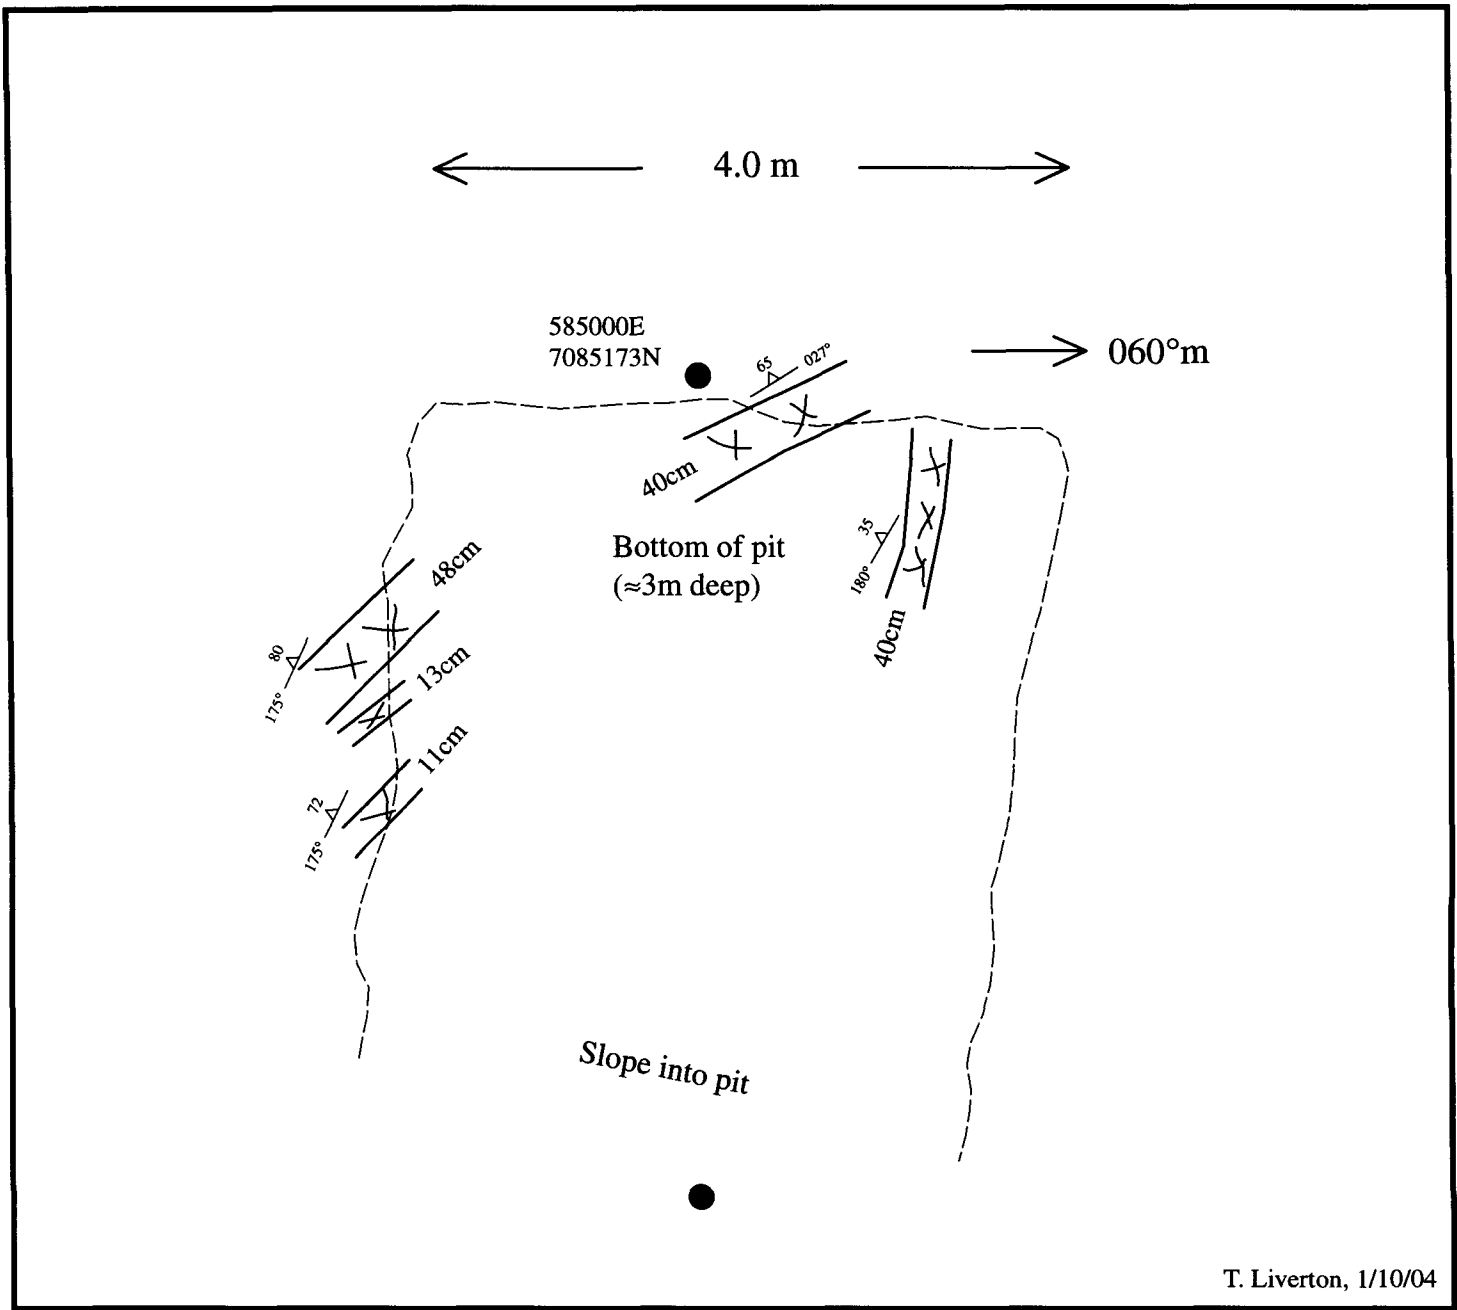 4.0 m
585000E
7085173N
060°m
65
027°
40cm
Bottom of pit
(≈3m deep)
35
180°
40cm
48cm
80
175°
13cm
11cm
72
175°
Slope into pit
T. Liverton, 1/10/04